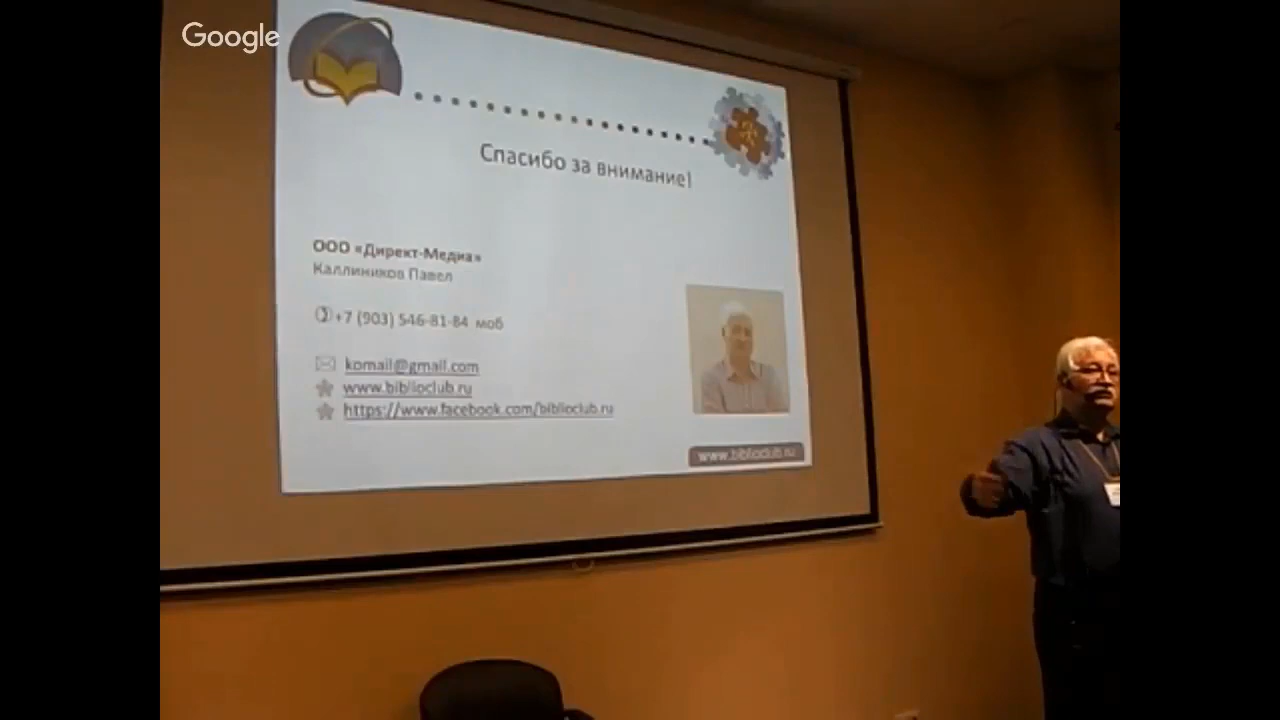 Google
Спасибо за внимание!
ООО «Директ-Медиа»
Каллиников Павел
+7 (903) 546-81-84 моб
komail@gmail.com
www.biblioclub.ru
https://www.facebook.com/biblioclub.ru
www.biblioclub.ru